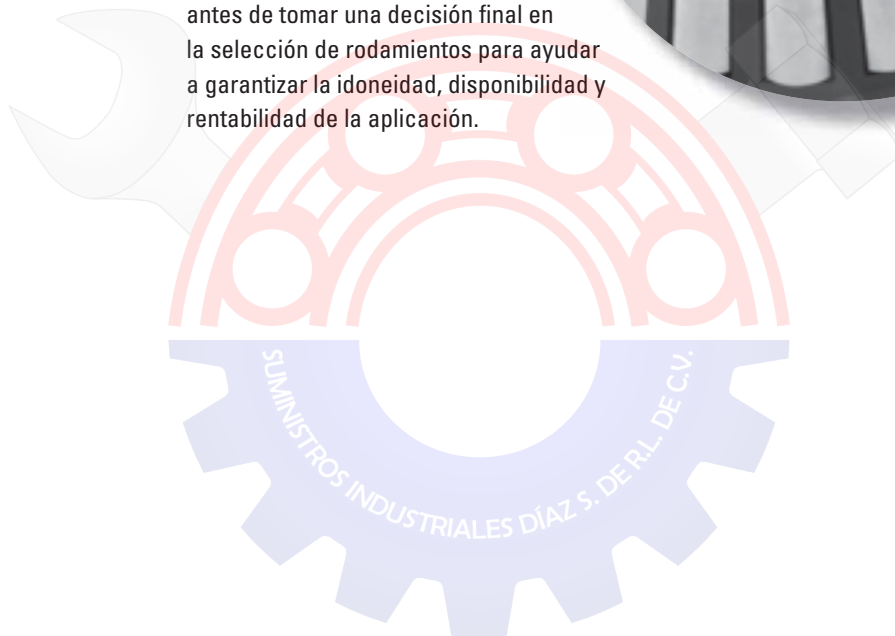 antes de tomar una decisión final en
la selección de rodamientos para ayudar
a garantizar la idoneidad, disponibilidad y
rentabilidad de la aplicación.
SUMINISTROS INDUSTRIALES DÍAZ S. DE R.L. DE C.V.